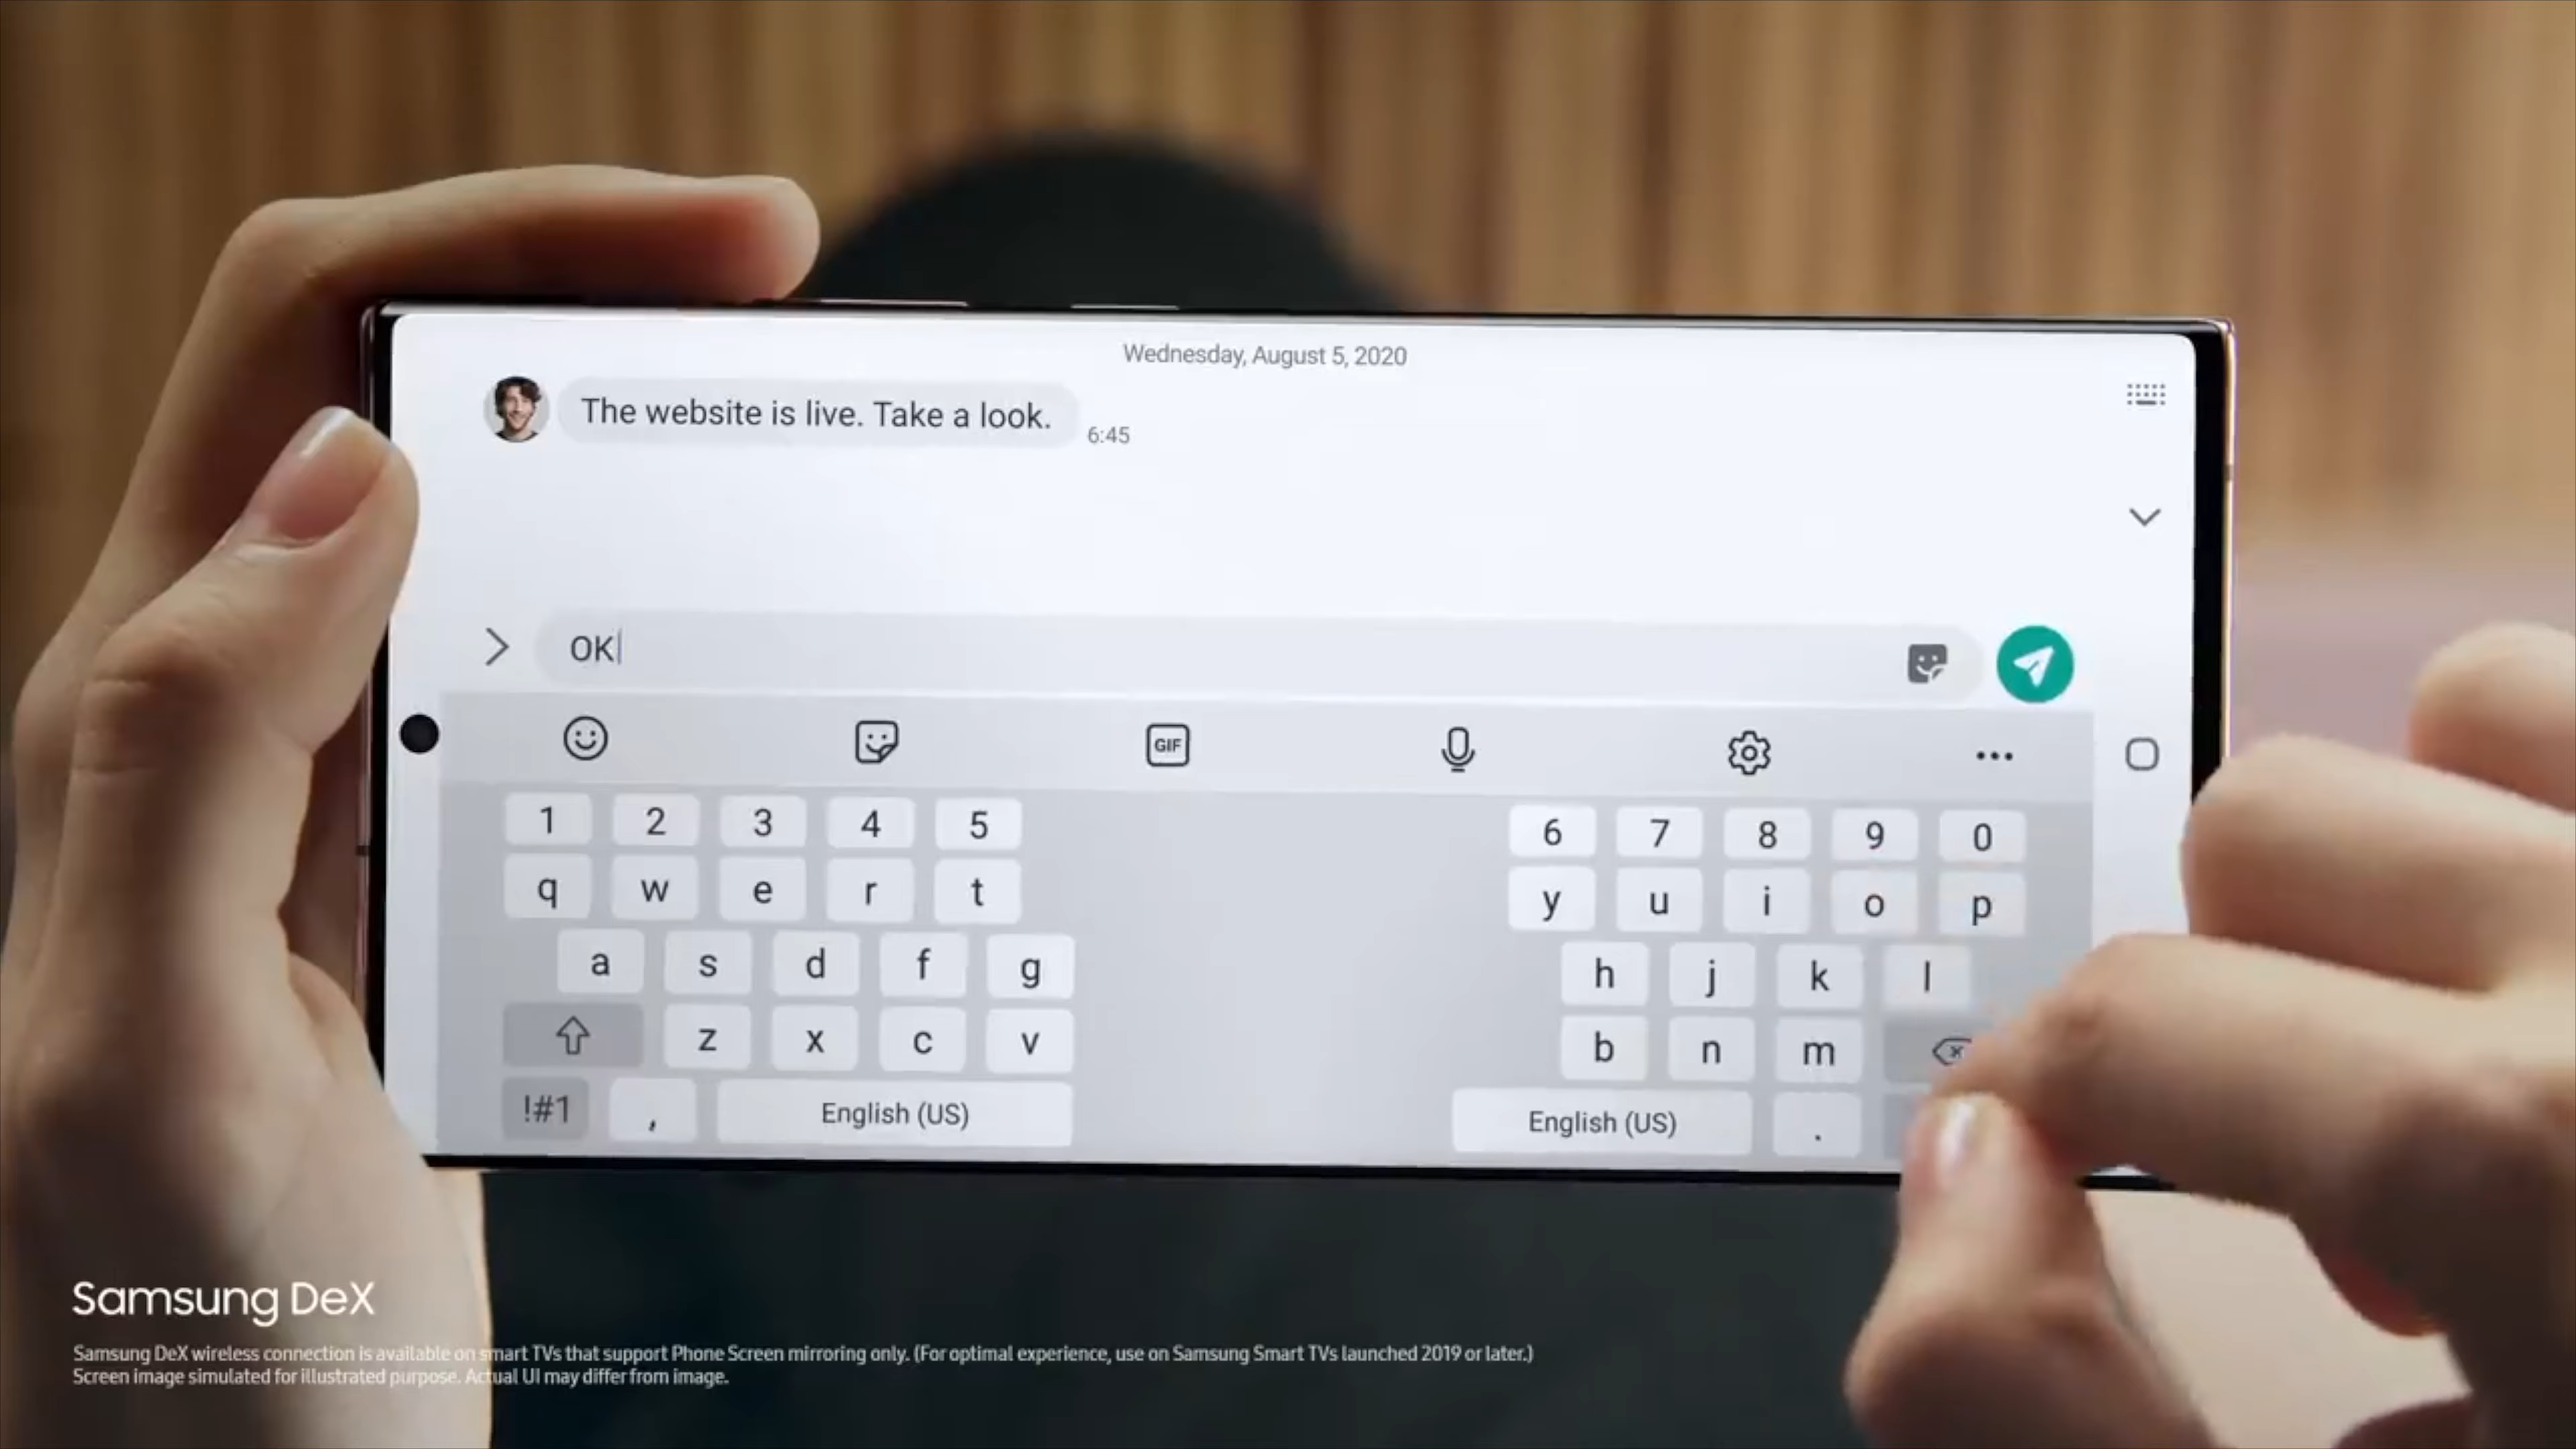 Wednesday, August 5, 2020
The website is live. Take a look.
6:45
OK
GIF
1 2 3 4 5 6 7 8 9 0
q w e r t y u i o p
a s d f g h j k l
z x c v b n m
!#1 , English (US) English (US) .
Samsung DeX
Samsung DeX wireless connection is available on smart TVs that support Phone Screen mirroring only. (For optimal experience, use on Samsung Smart TVs launched 2019 or later.)
Screen image simulated for illustrated purpose. Actual UI may differ from image.